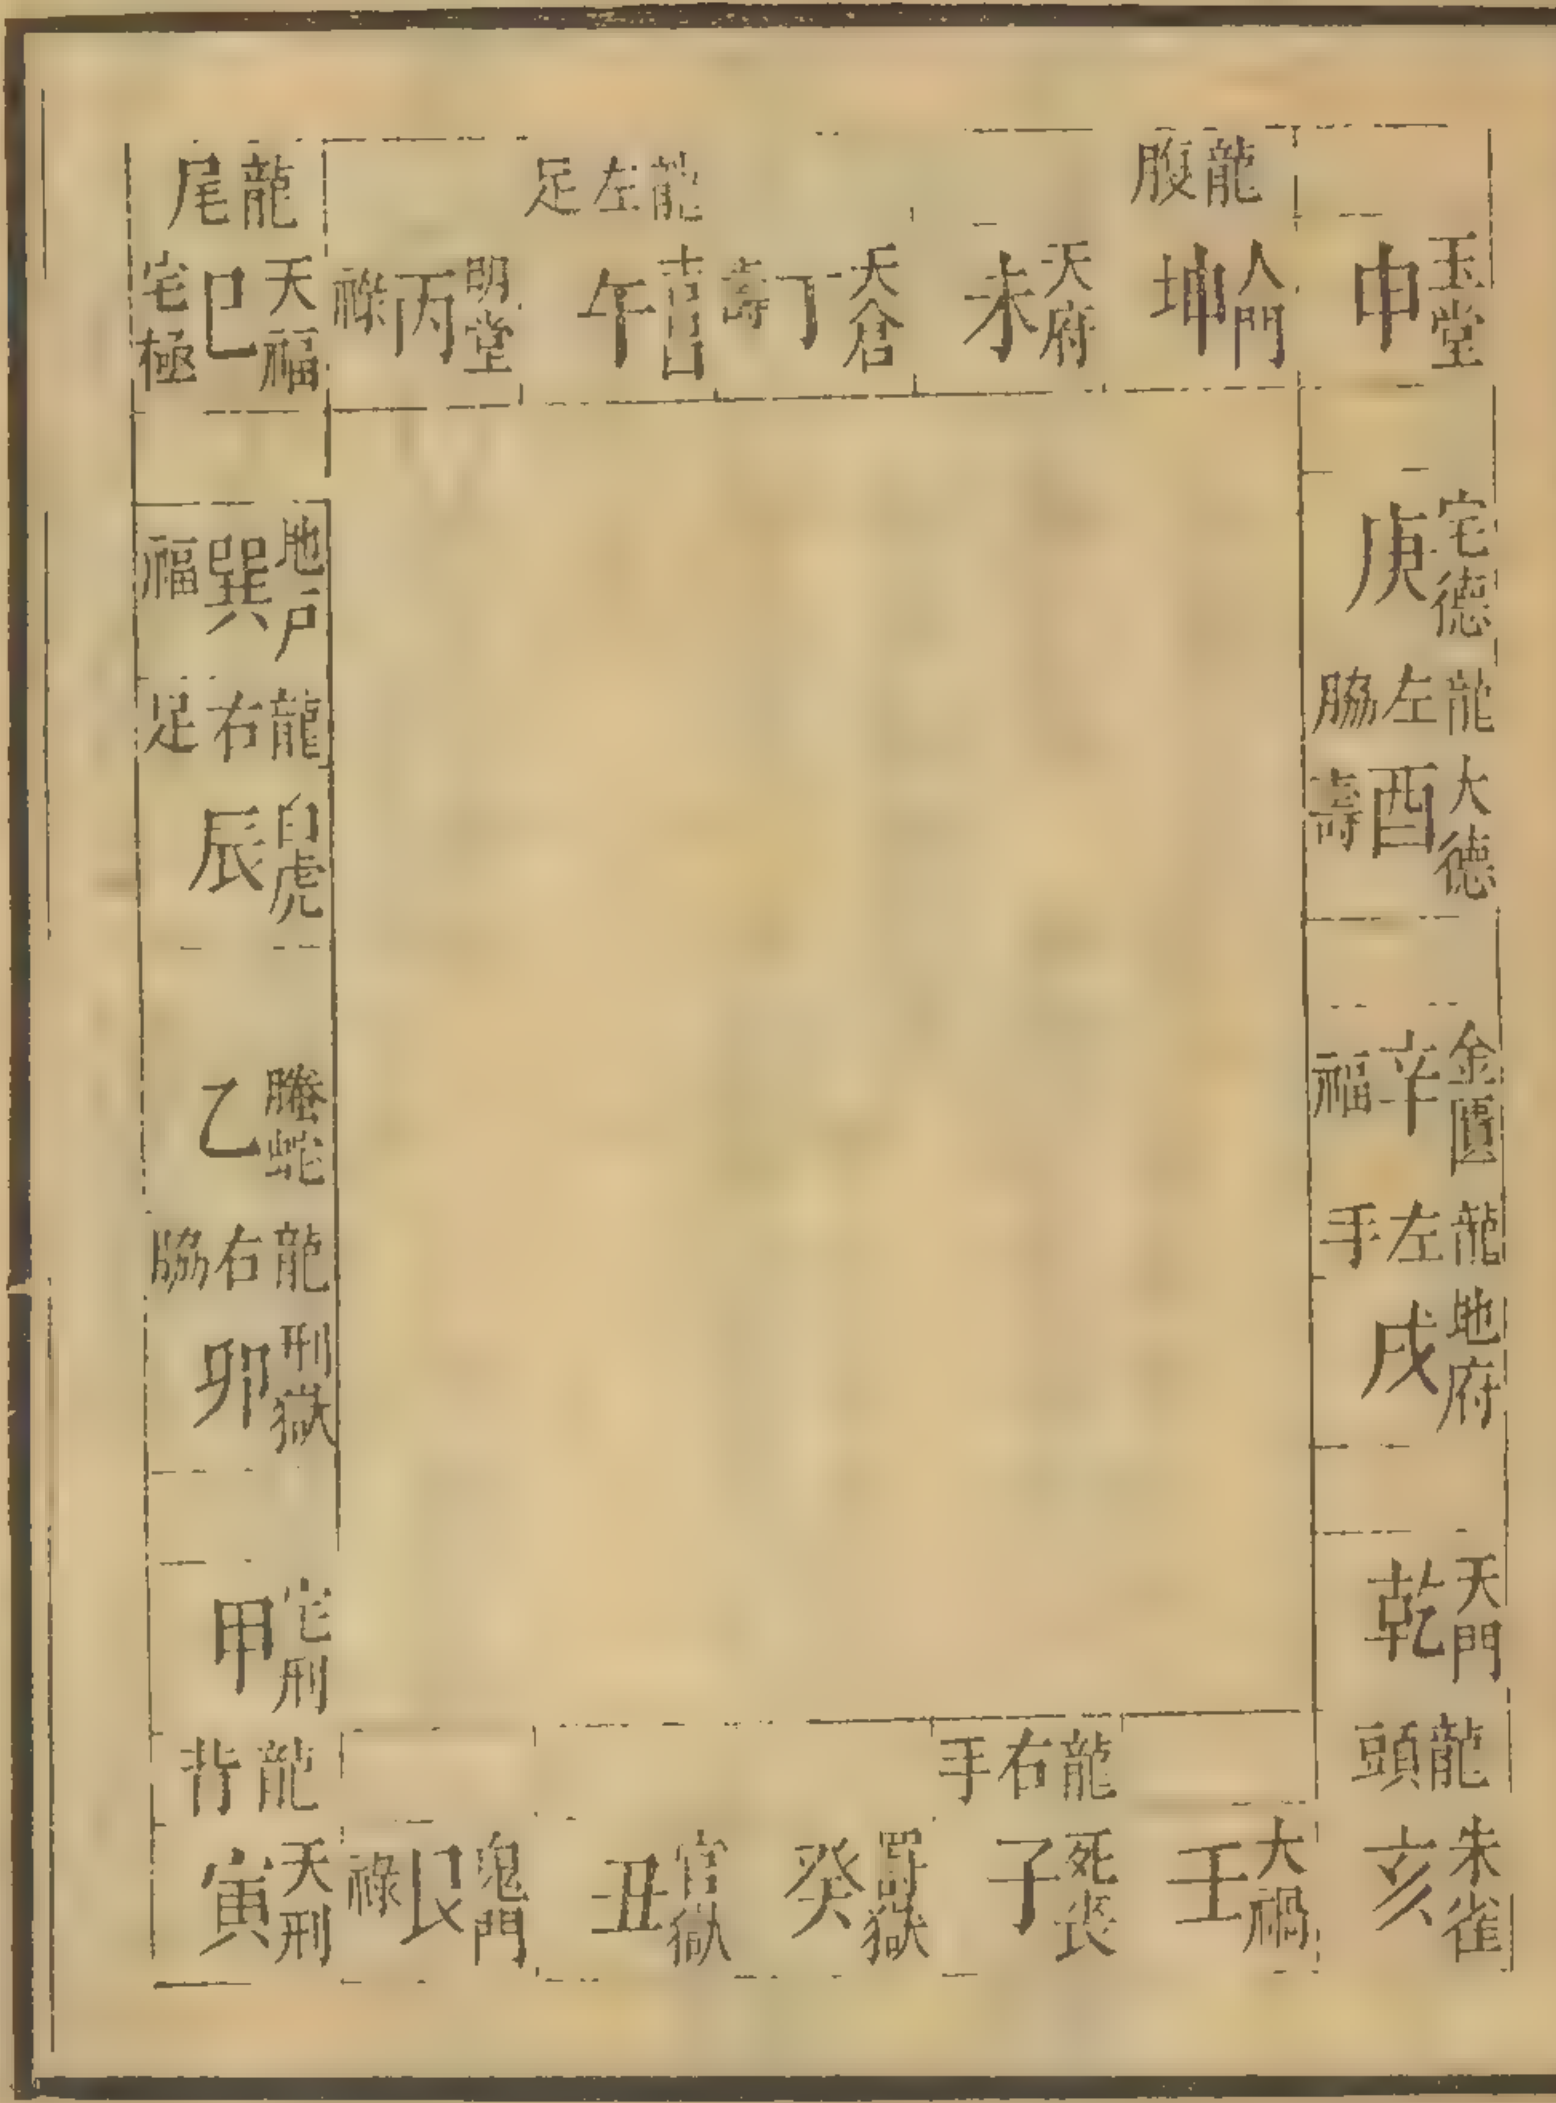 龍腹
龍左足
龍尾
玉堂 申
人門 坤
天府 未
天倉 丁 壽
吉昌 午
明堂 丙 祿
天福 巳 宅極
宅德 庚
龍左脇
大德 酉 壽
金匱 辛 福
龍左手
地府 戌
天門 乾
龍頭
朱雀 亥
地戶 巽 福
龍右足
白虎 辰
騰蛇 乙
龍右脇
刑獄 卯
宅刑 甲
龍背
天刑 寅
龍右手
大禍 壬
死喪 子
罸獄 癸
官獄 丑
鬼門 艮 祿